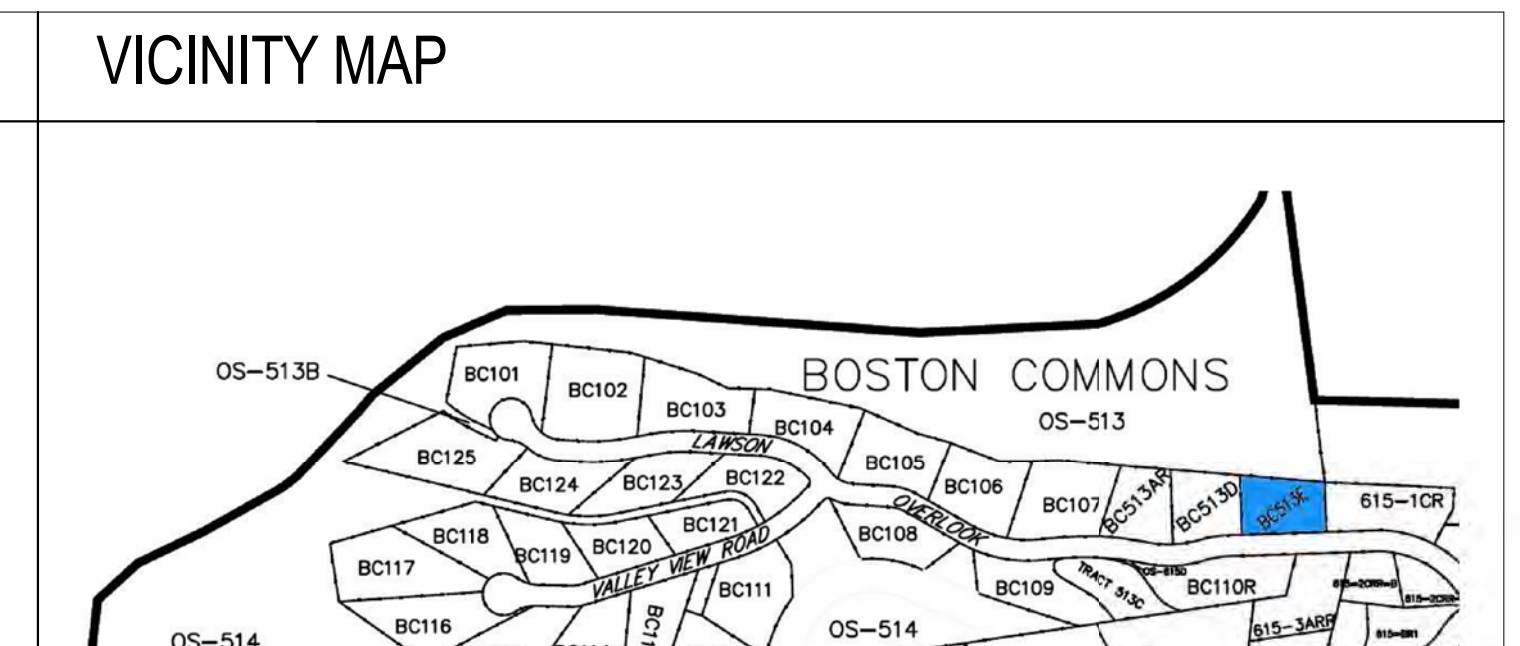 VICINITY MAP
BOSTON COMMONS
OS-513
OS-513B
BC101
BC102
BC103
BC104
LAWSON
BC105
BC106
BC107
BC513AR
BC513D
BC513E
615-1CR
BC125
BC124
BC123
BC122
OVERLOOK
BC108
BC118
BC119
BC120
BC121
VALLEY VIEW ROAD
BC117
BC111
BC109
TRACT 513C
BC110R
BC116
OS-514
OS-514
615-3ARR